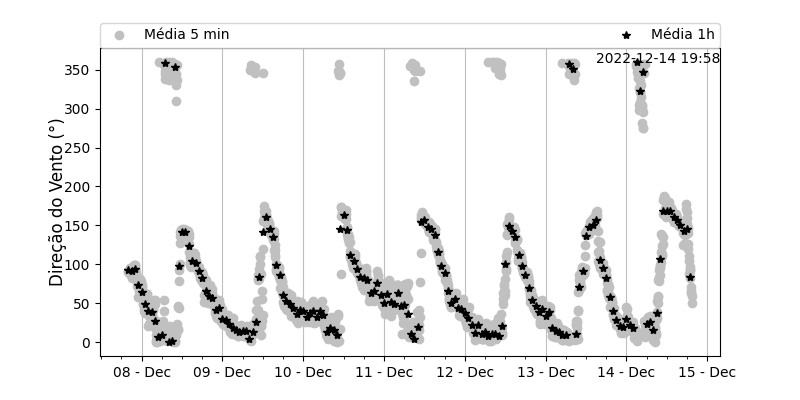 Média 5 min
Média 1h
2022-12-14 19:58
Direção do Vento (°)
350
300
250
200
150
100
50
0
08 - Dec 09 - Dec 10 - Dec 11 - Dec 12 - Dec 13 - Dec 14 - Dec 15 - Dec